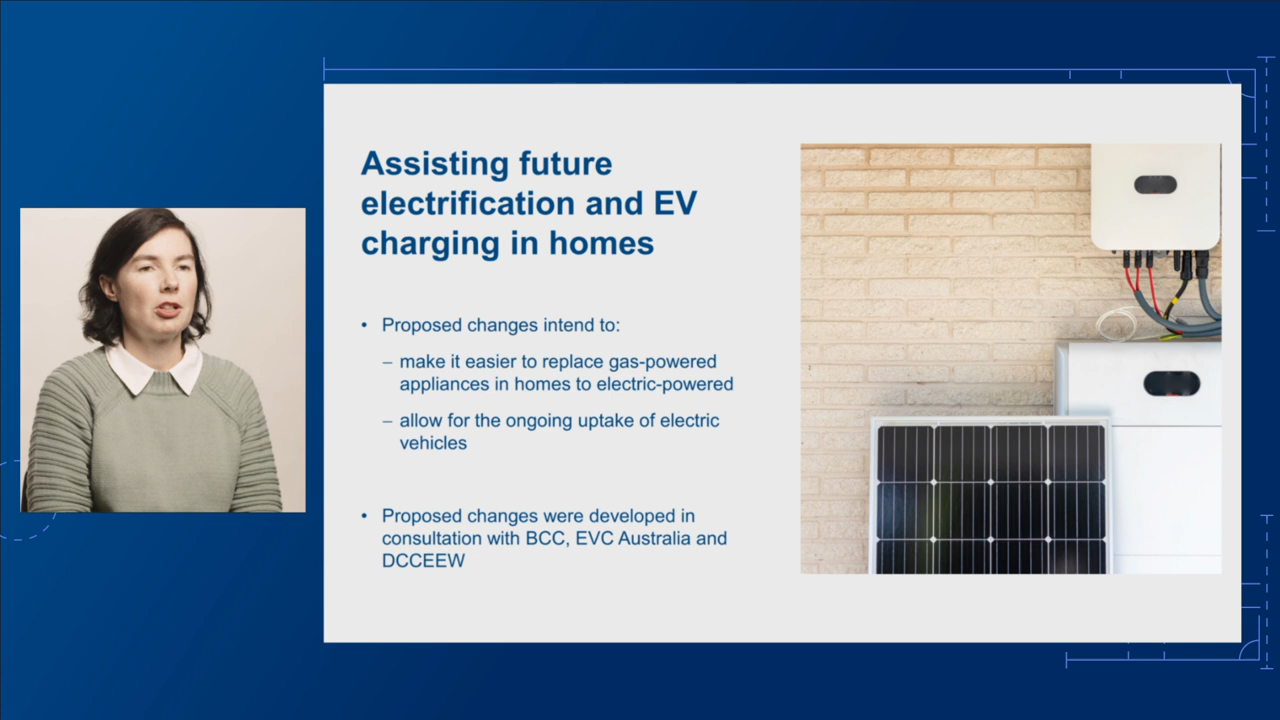 Assisting future
electrification and EV
charging in homes
• Proposed changes intend to:
– make it easier to replace gas-powered
appliances in homes to electric-powered
– allow for the ongoing uptake of electric
vehicles
• Proposed changes were developed in
consultation with BCC, EVC Australia and
DCCEEW